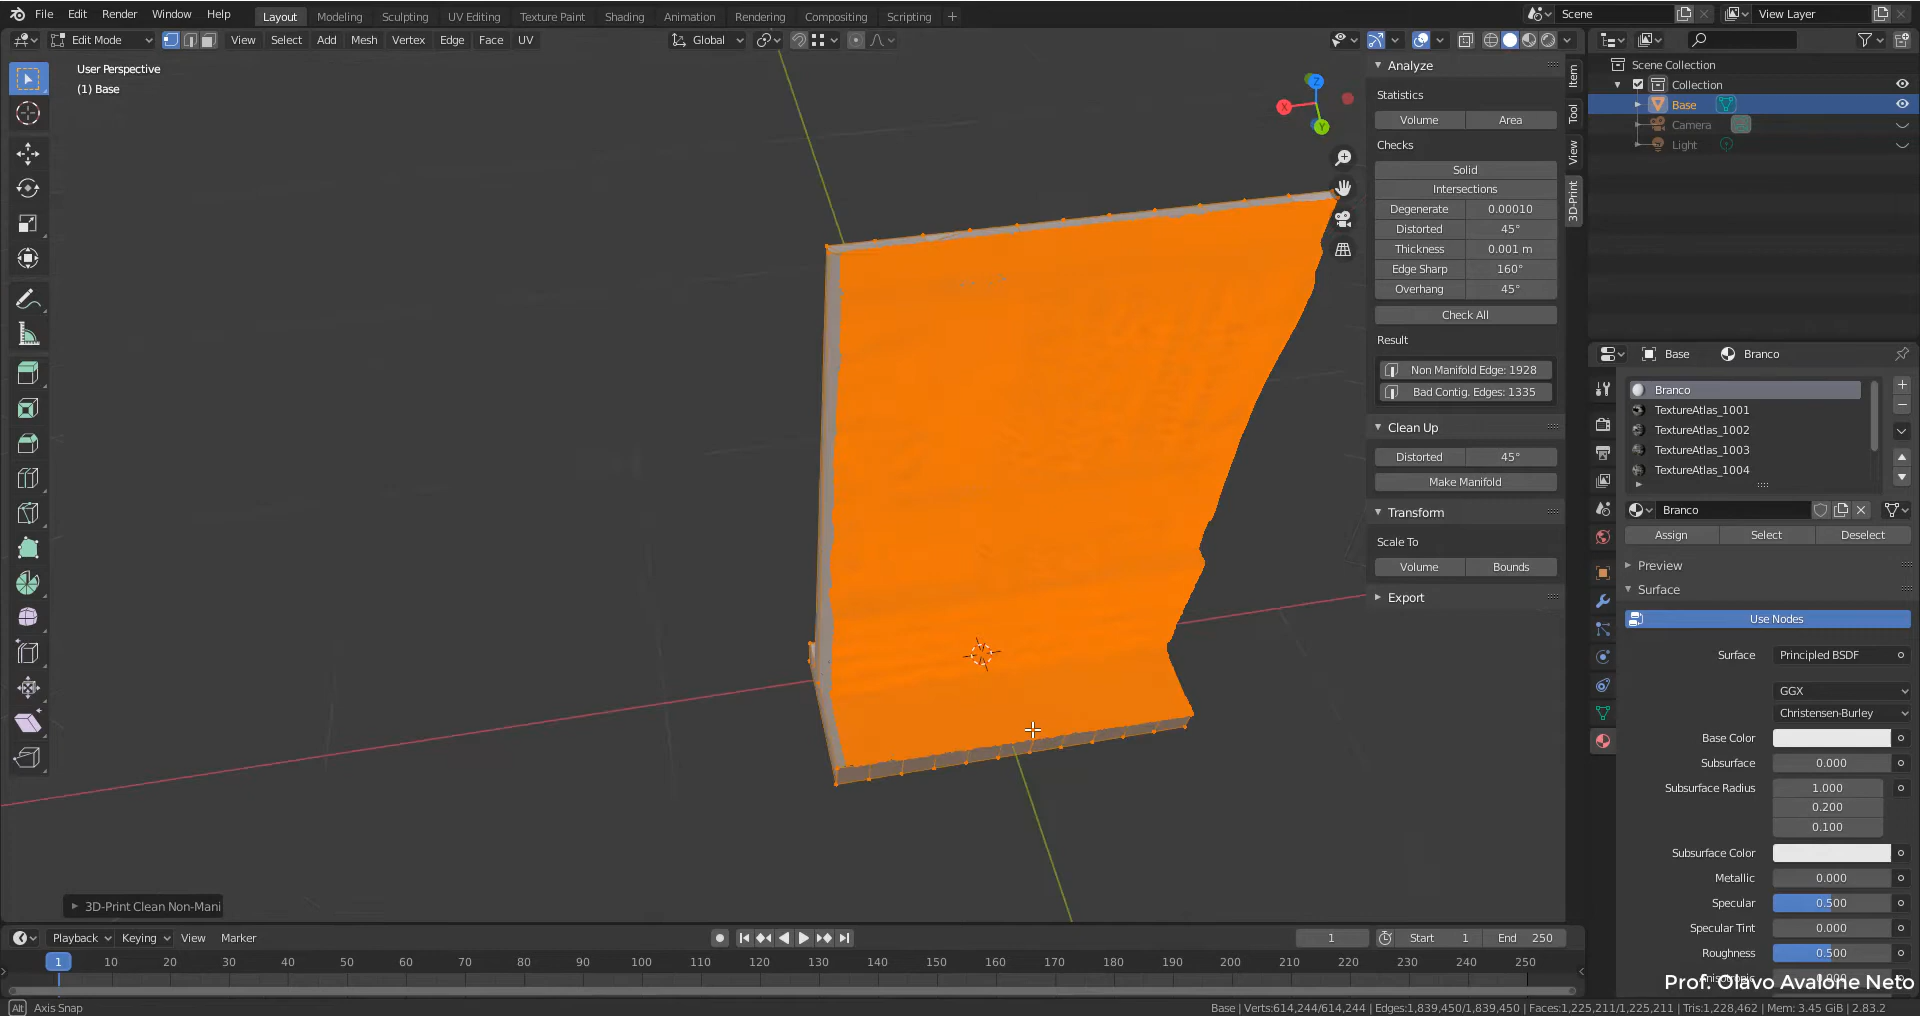 File Edit Render Window Help Layout Modeling Sculpting UV Editing Texture Paint Shading Animation Rendering Compositing Scripting + Scene View Layer
Edit Mode View Select Add Mesh Vertex Edge Face UV Global
User Perspective
(1) Base
X
Y
Z
Analyze
Statistics
Volume Area
Checks
Solid
Intersections
Degenerate 0.00010
Distorted 45°
Thickness 0.001 m
Edge Sharp 160°
Overhang 45°
Check All
Result
Non Manifold Edge: 1928
Bad Contig. Edges: 1335
Clean Up
Distorted 45°
Make Manifold
Transform
Scale To
Volume Bounds
Export
Item
Tool
View
3D-Print
Scene Collection
Collection
Base
Camera
Light
Base Branco
Branco
TextureAtlas_1001
TextureAtlas_1002
TextureAtlas_1003
TextureAtlas_1004
Branco
Assign Select Deselect
Preview
Surface
Use Nodes
Surface Principled BSDF
GGX
Christensen-Burley
Base Color
Subsurface 0.000
Subsurface Radius 1.000
0.200
0.100
Subsurface Color
Metallic 0.000
Specular 0.500
Specular Tint 0.000
Roughness 0.500
Prof. Olavo Avalone Neto
3D-Print Clean Non-Mani
Playback Keying View Marker 1 Start 1 End 250
1 10 20 30 40 50 60 70 80 90 100 110 120 130 140 150 160 170 180 190 200 210 220 230 240 250
Alt Axis Snap Base | Verts:614,244/614,244 | Edges:1,839,450/1,839,450 | Faces:1,225,211/1,225,211 | Tris:1,228,462 | Mem: 3.45 GiB | 2.83.2